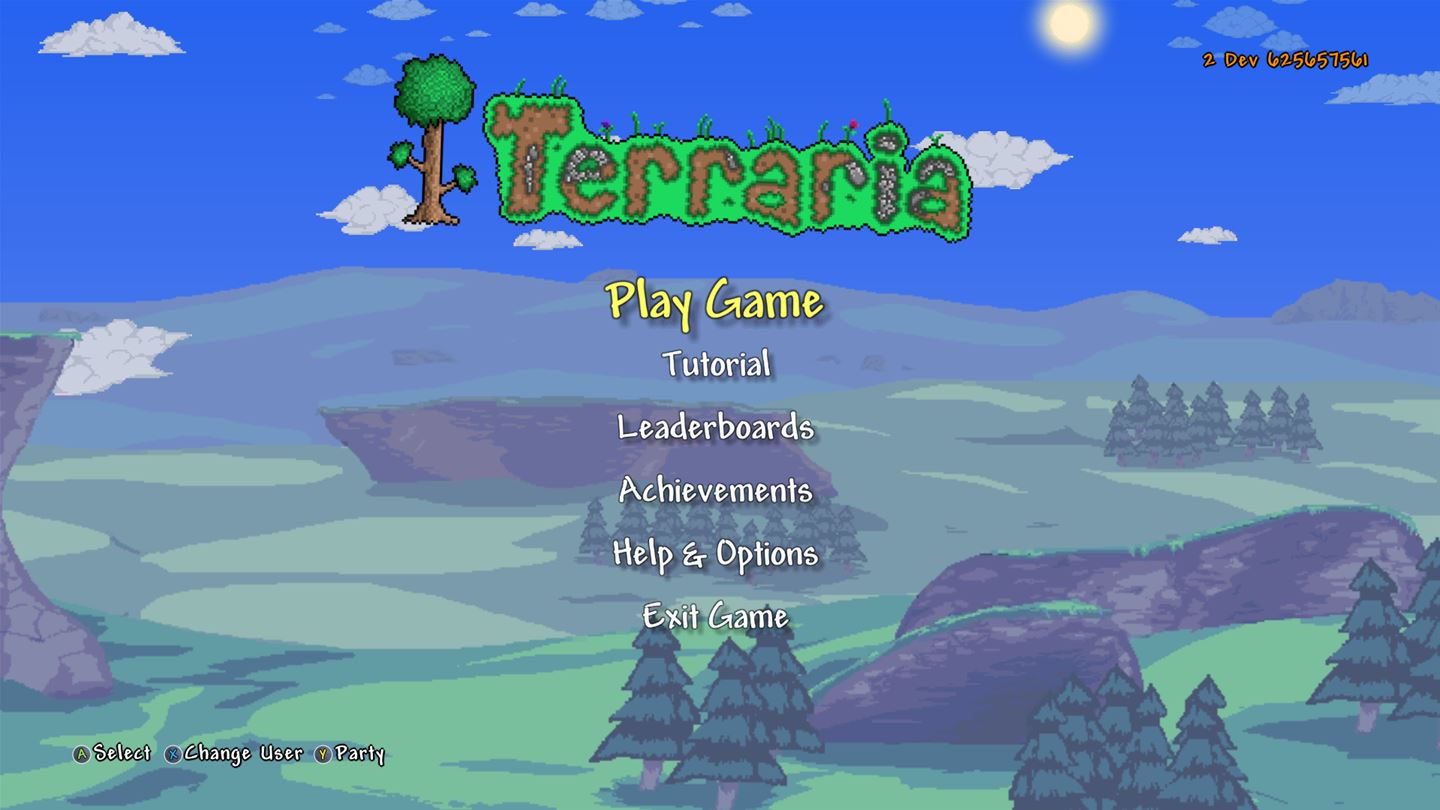 2 Dev 625657561
Terraria
Play Game
Tutorial
Leaderboards
Achievements
Help & Options
Exit Game
A Select X Change User Y Party